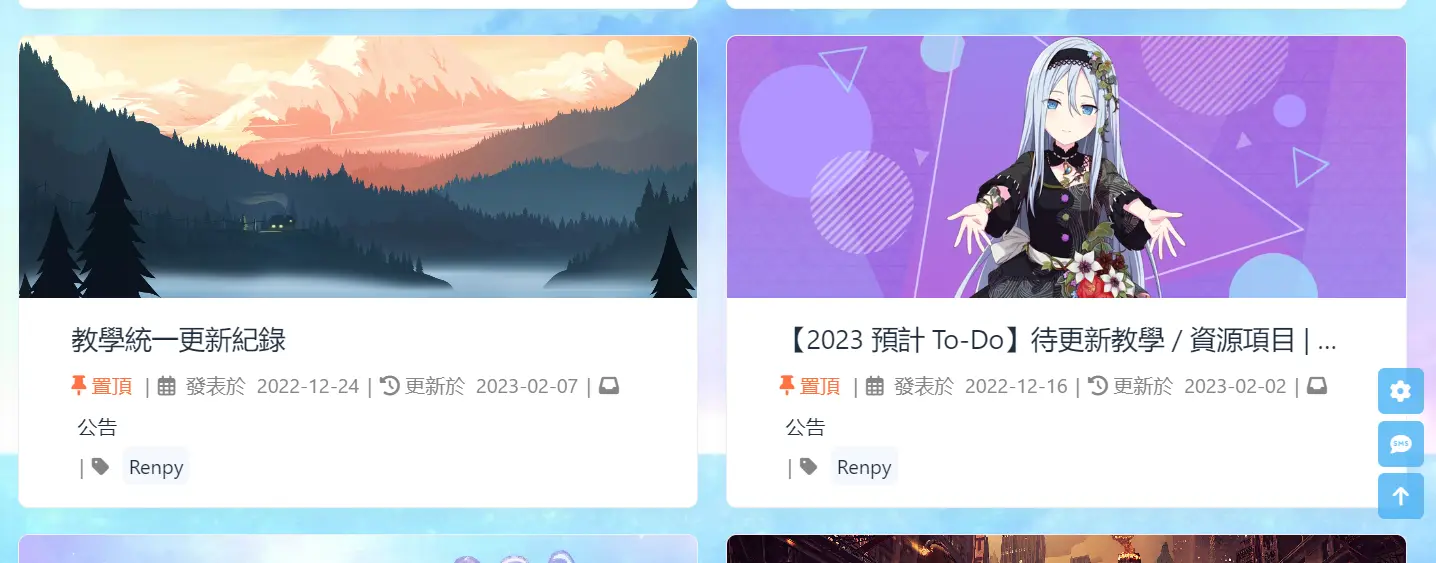 教學統一更新紀錄
置頂 | 發表於 2022-12-24 | 更新於 2023-02-07 |
公告
| Renpy
【2023 預計 To-Do】待更新教學 / 資源項目 | ...
置頂 | 發表於 2022-12-16 | 更新於 2023-02-02 |
公告
| Renpy
SMS